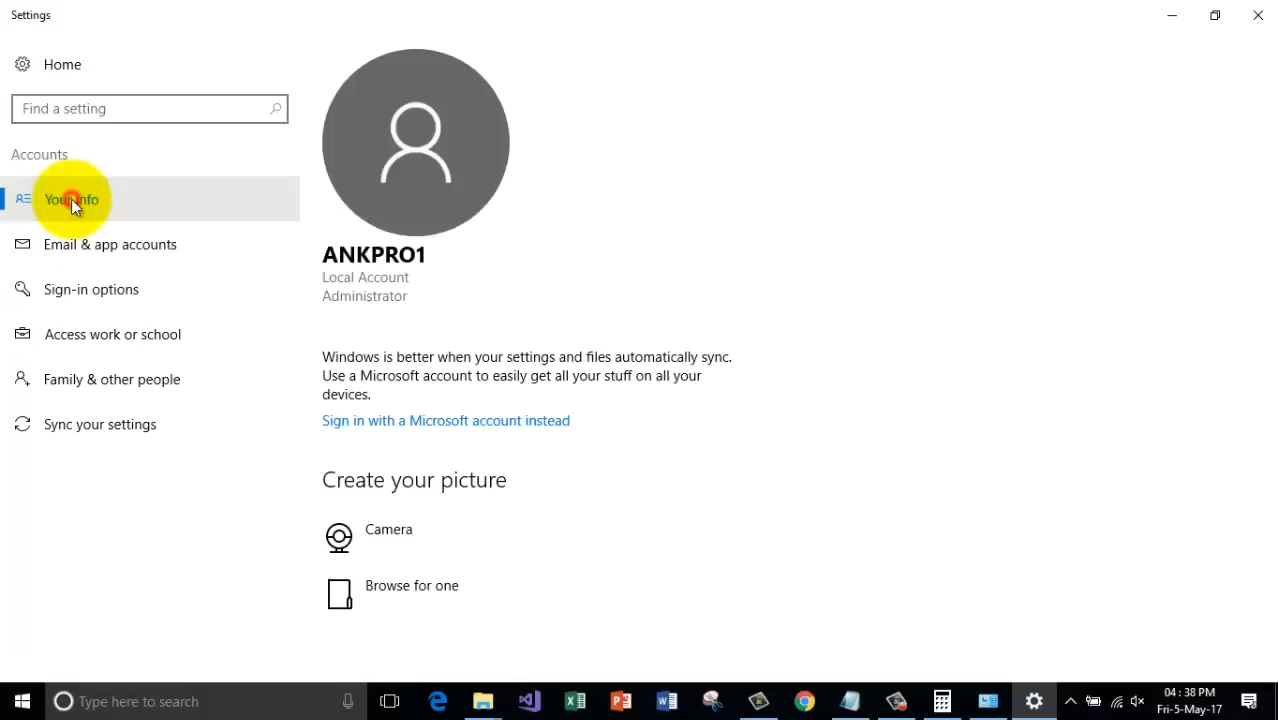 Settings
Home
Find a setting
Accounts
Your info
Email & app accounts
Sign-in options
Access work or school
Family & other people
Sync your settings
ANKPRO1
Local Account
Administrator
Windows is better when your settings and files automatically sync.
Use a Microsoft account to easily get all your stuff on all your
devices.
Sign in with a Microsoft account instead
Create your picture
Camera
Browse for one
Type here to search
04 : 38 PM
Fri-5-May-17